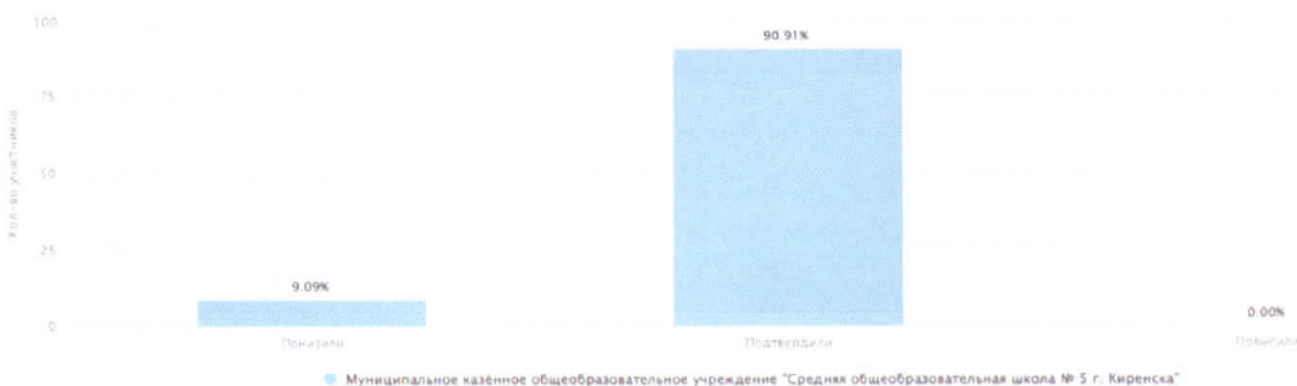 100
90.91%
75
Кол-во участников
50
25
9.09%
0
0.00%
Понизили
Подтвердили
Повысили
Муниципальное казённое общеобразовательное учреждение "Средняя общеобразовательная школа № 5 г. Киренска"